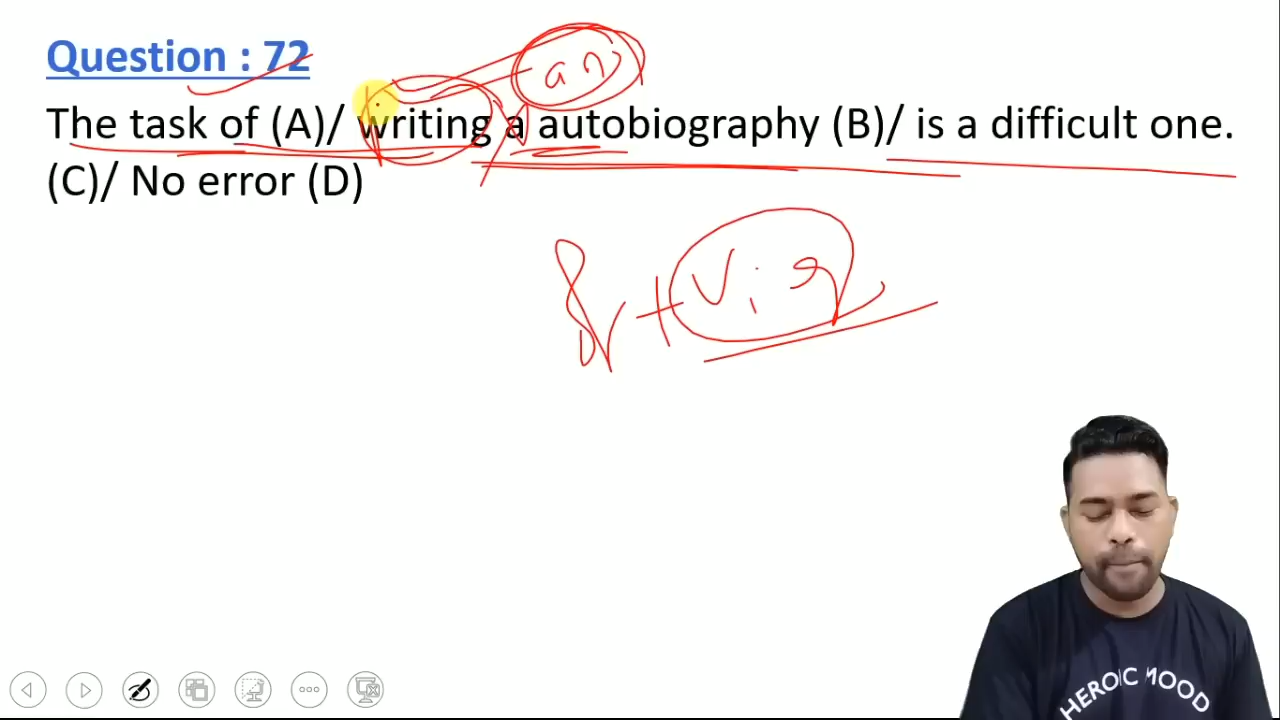 Question : 72
an
The task of (A)/ writing a autobiography (B)/ is a difficult one.
(C)/ No error (D)
HEROIC MOOD